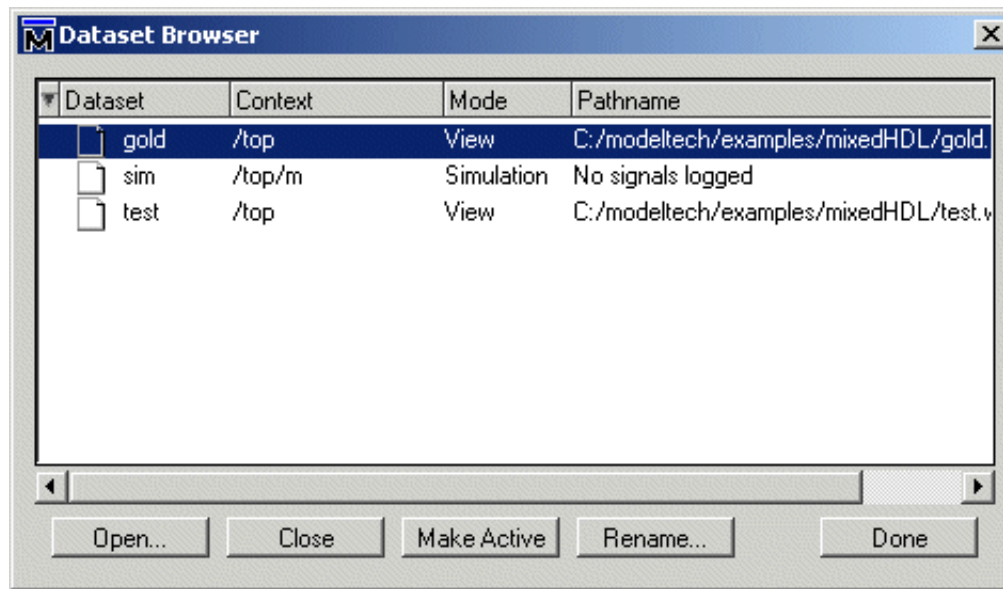 M Dataset Browser
Dataset Context Mode Pathname
gold /top View C:/modeltech/examples/mixedHDL/gold.
sim /top/m Simulation No signals logged
test /top View C:/modeltech/examples/mixedHDL/test.w
Open... Close Make Active Rename... Done